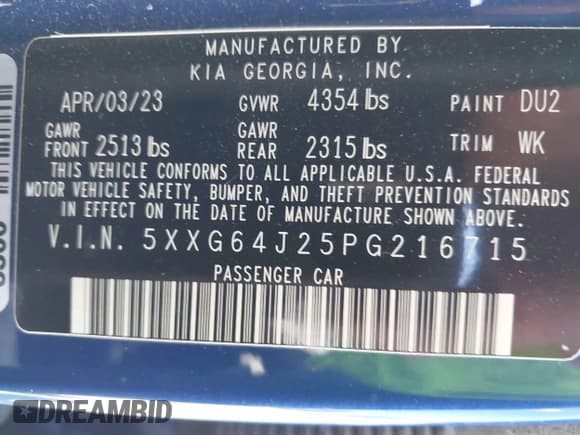 MANUFACTURED BY
KIA GEORGIA, INC.
APR/03/23 GVWR 4354 lbs PAINT DU2
GAWR FRONT 2513 lbs GAWR REAR 2315 lbs TRIM WK
THIS VEHICLE CONFORMS TO ALL APPLICABLE U.S.A. FEDERAL
MOTOR VEHICLE SAFETY, BUMPER, AND THEFT PREVENTION STANDARDS
IN EFFECT ON THE DATE OF MANUFACTURE SHOWN ABOVE.
V.I.N. 5XXG64J25PG216715
PASSENGER CAR
DREAMBID